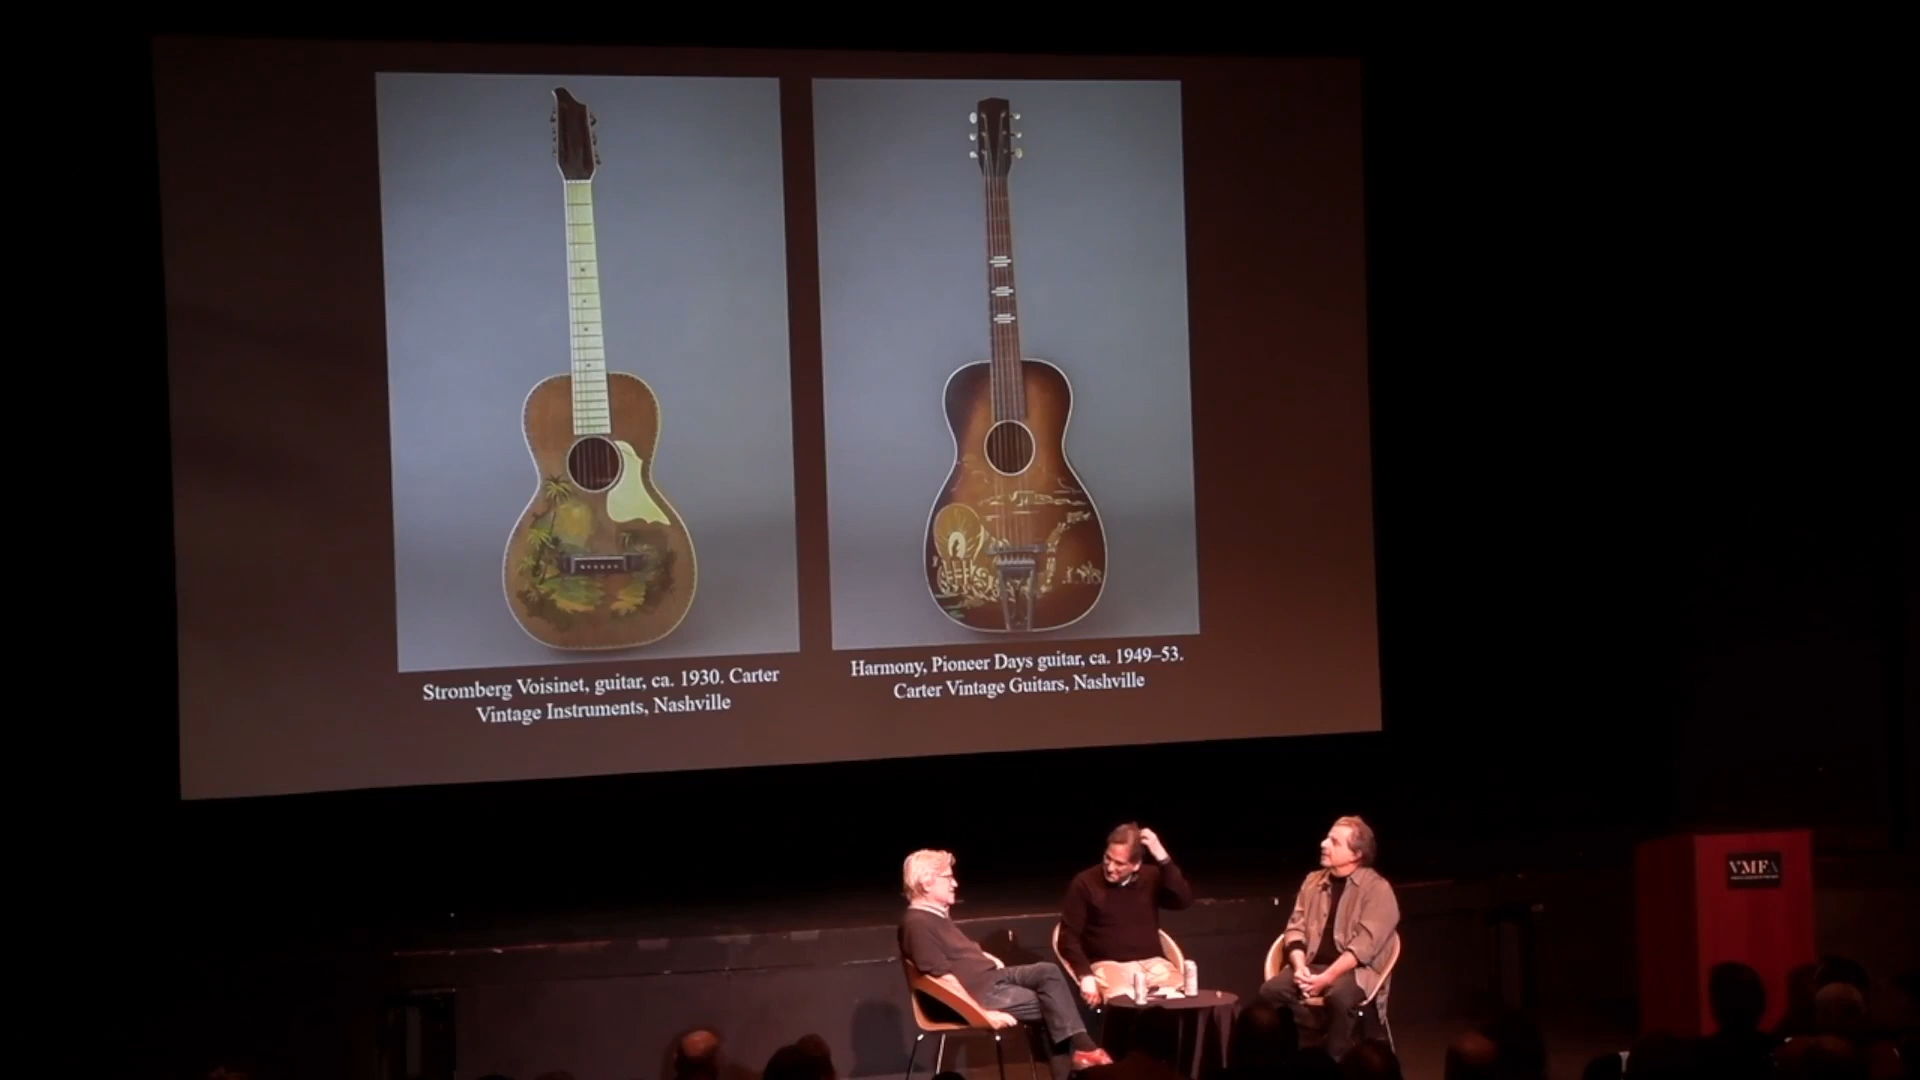 Stromberg Voisinet, guitar, ca. 1930. Carter
Vintage Instruments, Nashville
Harmony, Pioneer Days guitar, ca. 1949–53.
Carter Vintage Guitars, Nashville
VMFA